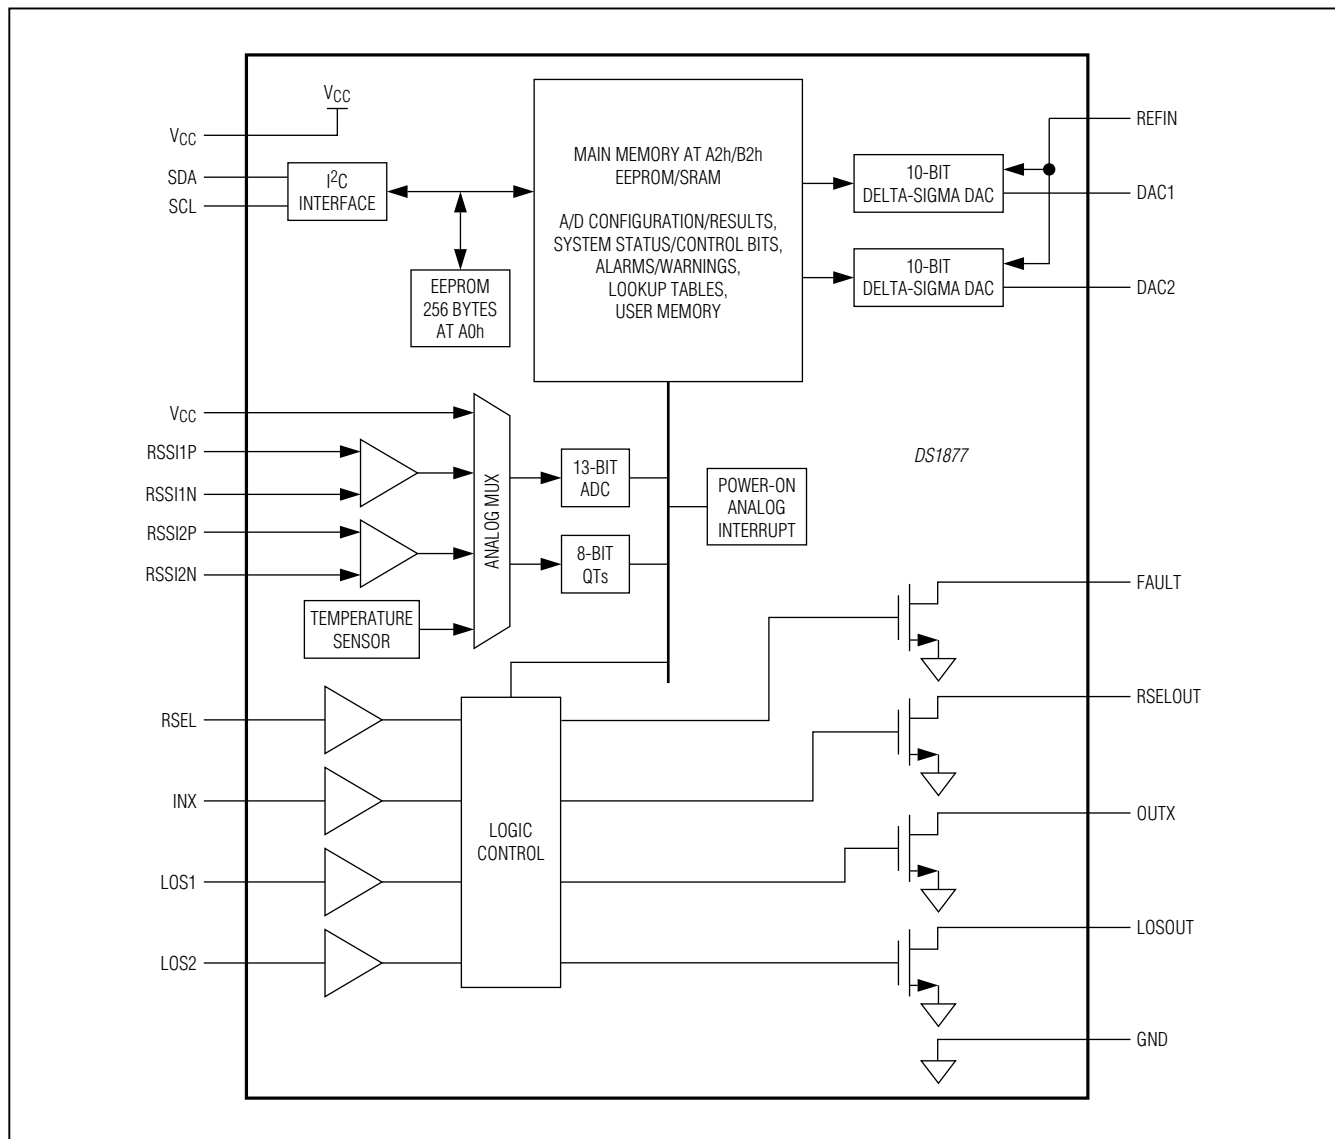 VCC
VCC
SDA
SCL
I2C
INTERFACE
EEPROM
256 BYTES
AT A0h
MAIN MEMORY AT A2h/B2h
EEPROM/SRAM
A/D CONFIGURATION/RESULTS,
SYSTEM STATUS/CONTROL BITS,
ALARMS/WARNINGS,
LOOKUP TABLES,
USER MEMORY
10-BIT
DELTA-SIGMA DAC
10-BIT
DELTA-SIGMA DAC
REFIN
DAC1
DAC2
VCC
RSSI1P
RSSI1N
RSSI2P
RSSI2N
TEMPERATURE
SENSOR
ANALOG MUX
13-BIT
ADC
8-BIT
QTs
POWER-ON
ANALOG
INTERRUPT
DS1877
RSEL
INX
LOS1
LOS2
LOGIC
CONTROL
FAULT
RSELOUT
OUTX
LOSOUT
GND